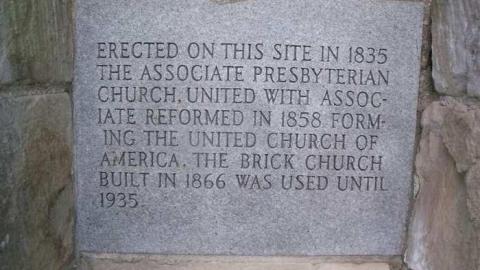 ERECTED ON THIS SITE IN 1835
THE ASSOCIATE PRESBYTERIAN
CHURCH. UNITED WITH ASSOC-
IATE REFORMED IN 1858 FORM-
ING THE UNITED CHURCH OF
AMERICA. THE BRICK CHURCH
BUILT IN 1866 WAS USED UNTIL
1935.